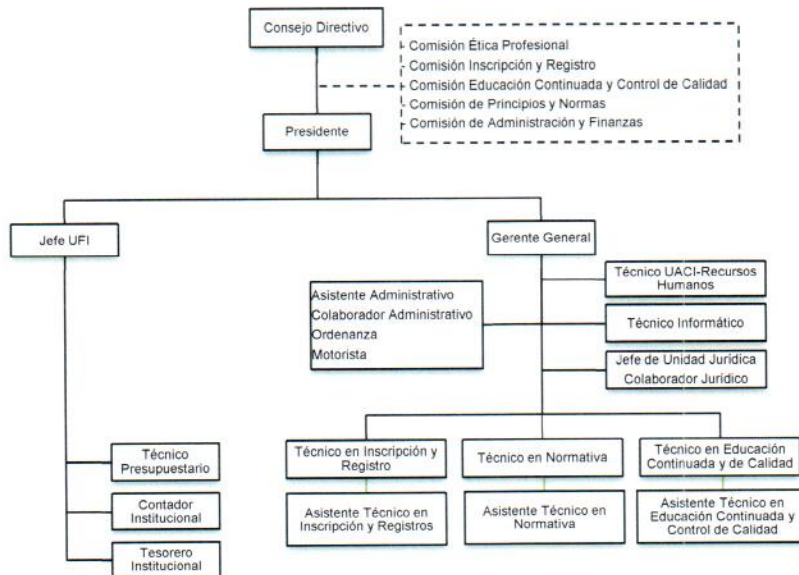 Consejo Directivo
- Comisión Ética Profesional
- Comisión Inscripción y Registro
- Comisión Educación Continuada y Control de Calidad
- Comisión de Principios y Normas
- Comisión de Administración y Finanzas
Presidente
Jefe UFI
Gerente General
Técnico UACI-Recursos
Humanos
Asistente Administrativo
Colaborador Administrativo
Ordenanza
Motorista
Técnico Informático
Jefe de Unidad Jurídica
Colaborador Jurídico
Técnico
Presupuestario
Contador
Institucional
Tesorero
Institucional
Técnico en Inscripción y
Registro
Técnico en Normativa
Técnico en Educación
Continuada y de Calidad
Asistente Técnico en
Inscripción y Registros
Asistente Técnico en
Normativa
Asistente Técnico en
Educación Continuada y
Control de Calidad